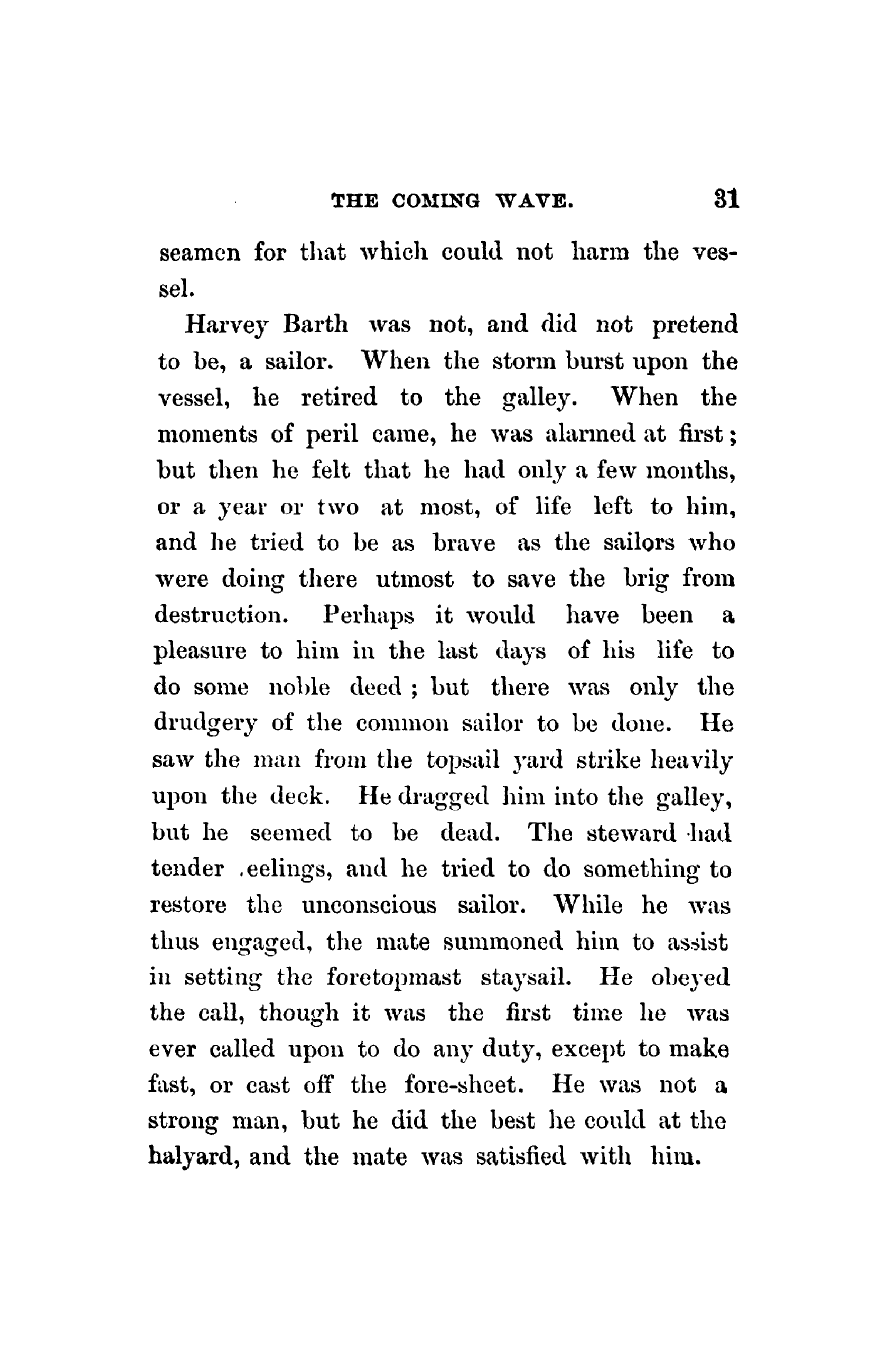 THE COMING WAVE. 31
seamen for that which could not harm the ves-
sel.
Harvey Barth was not, and did not pretend
to be, a sailor. When the storm burst upon the
vessel, he retired to the galley. When the
moments of peril came, he was alarmed at first;
but then he felt that he had only a few months,
or a year or two at most, of life left to him,
and he tried to be as brave as the sailors who
were doing there utmost to save the brig from
destruction. Perhaps it would have been a
pleasure to him in the last days of his life to
do some noble deed ; but there was only the
drudgery of the common sailor to be done. He
saw the man from the topsail yard strike heavily
upon the deck. He dragged him into the galley,
but he seemed to be dead. The steward had
tender .eelings, and he tried to do something to
restore the unconscious sailor. While he was
thus engaged, the mate summoned him to assist
in setting the foretopmast staysail. He obeyed
the call, though it was the first time he was
ever called upon to do any duty, except to make
fast, or cast off the fore-sheet. He was not a
strong man, but he did the best he could at the
halyard, and the mate was satisfied with him.